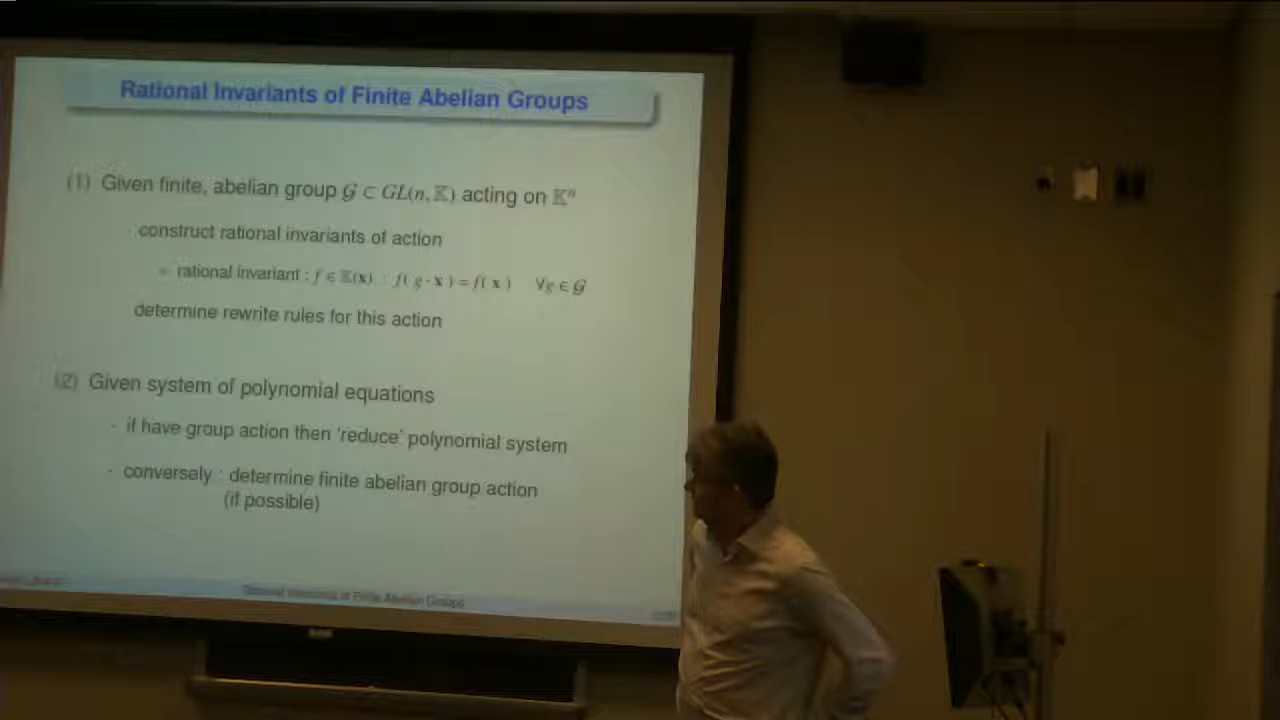 Rational Invariants of Finite Abelian Groups
(1) Given finite, abelian group 𝒢 ⊂ GL(n, 𝕂) acting on 𝕂ⁿ
- construct rational invariants of action
rational invariant : f ∈ 𝕂(x) : f( g · x ) = f( x ) ∀g ∈ 𝒢
determine rewrite rules for this action
(2) Given system of polynomial equations
- if have group action then 'reduce' polynomial system
- conversaly : determine finite abelian group action
(if possible)
Rational Invariants of Finite Abelian Groups